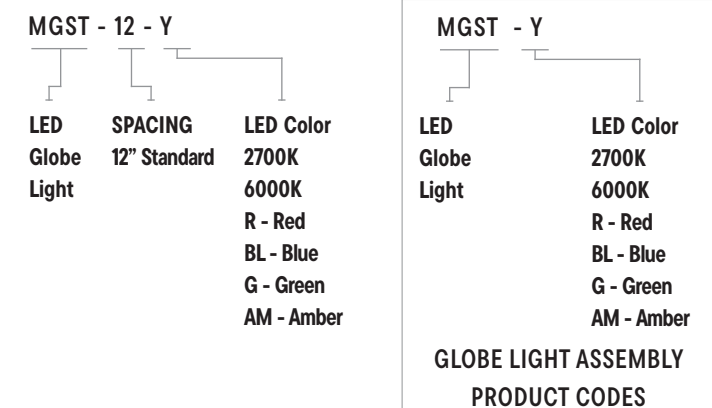 MGST - 12 - Y
LED
Globe
Light
SPACING
12” Standard
LED Color
2700K
6000K
R - Red
BL - Blue
G - Green
AM - Amber
MGST - Y
LED
Globe
Light
LED Color
2700K
6000K
R - Red
BL - Blue
G - Green
AM - Amber
GLOBE LIGHT ASSEMBLY
PRODUCT CODES